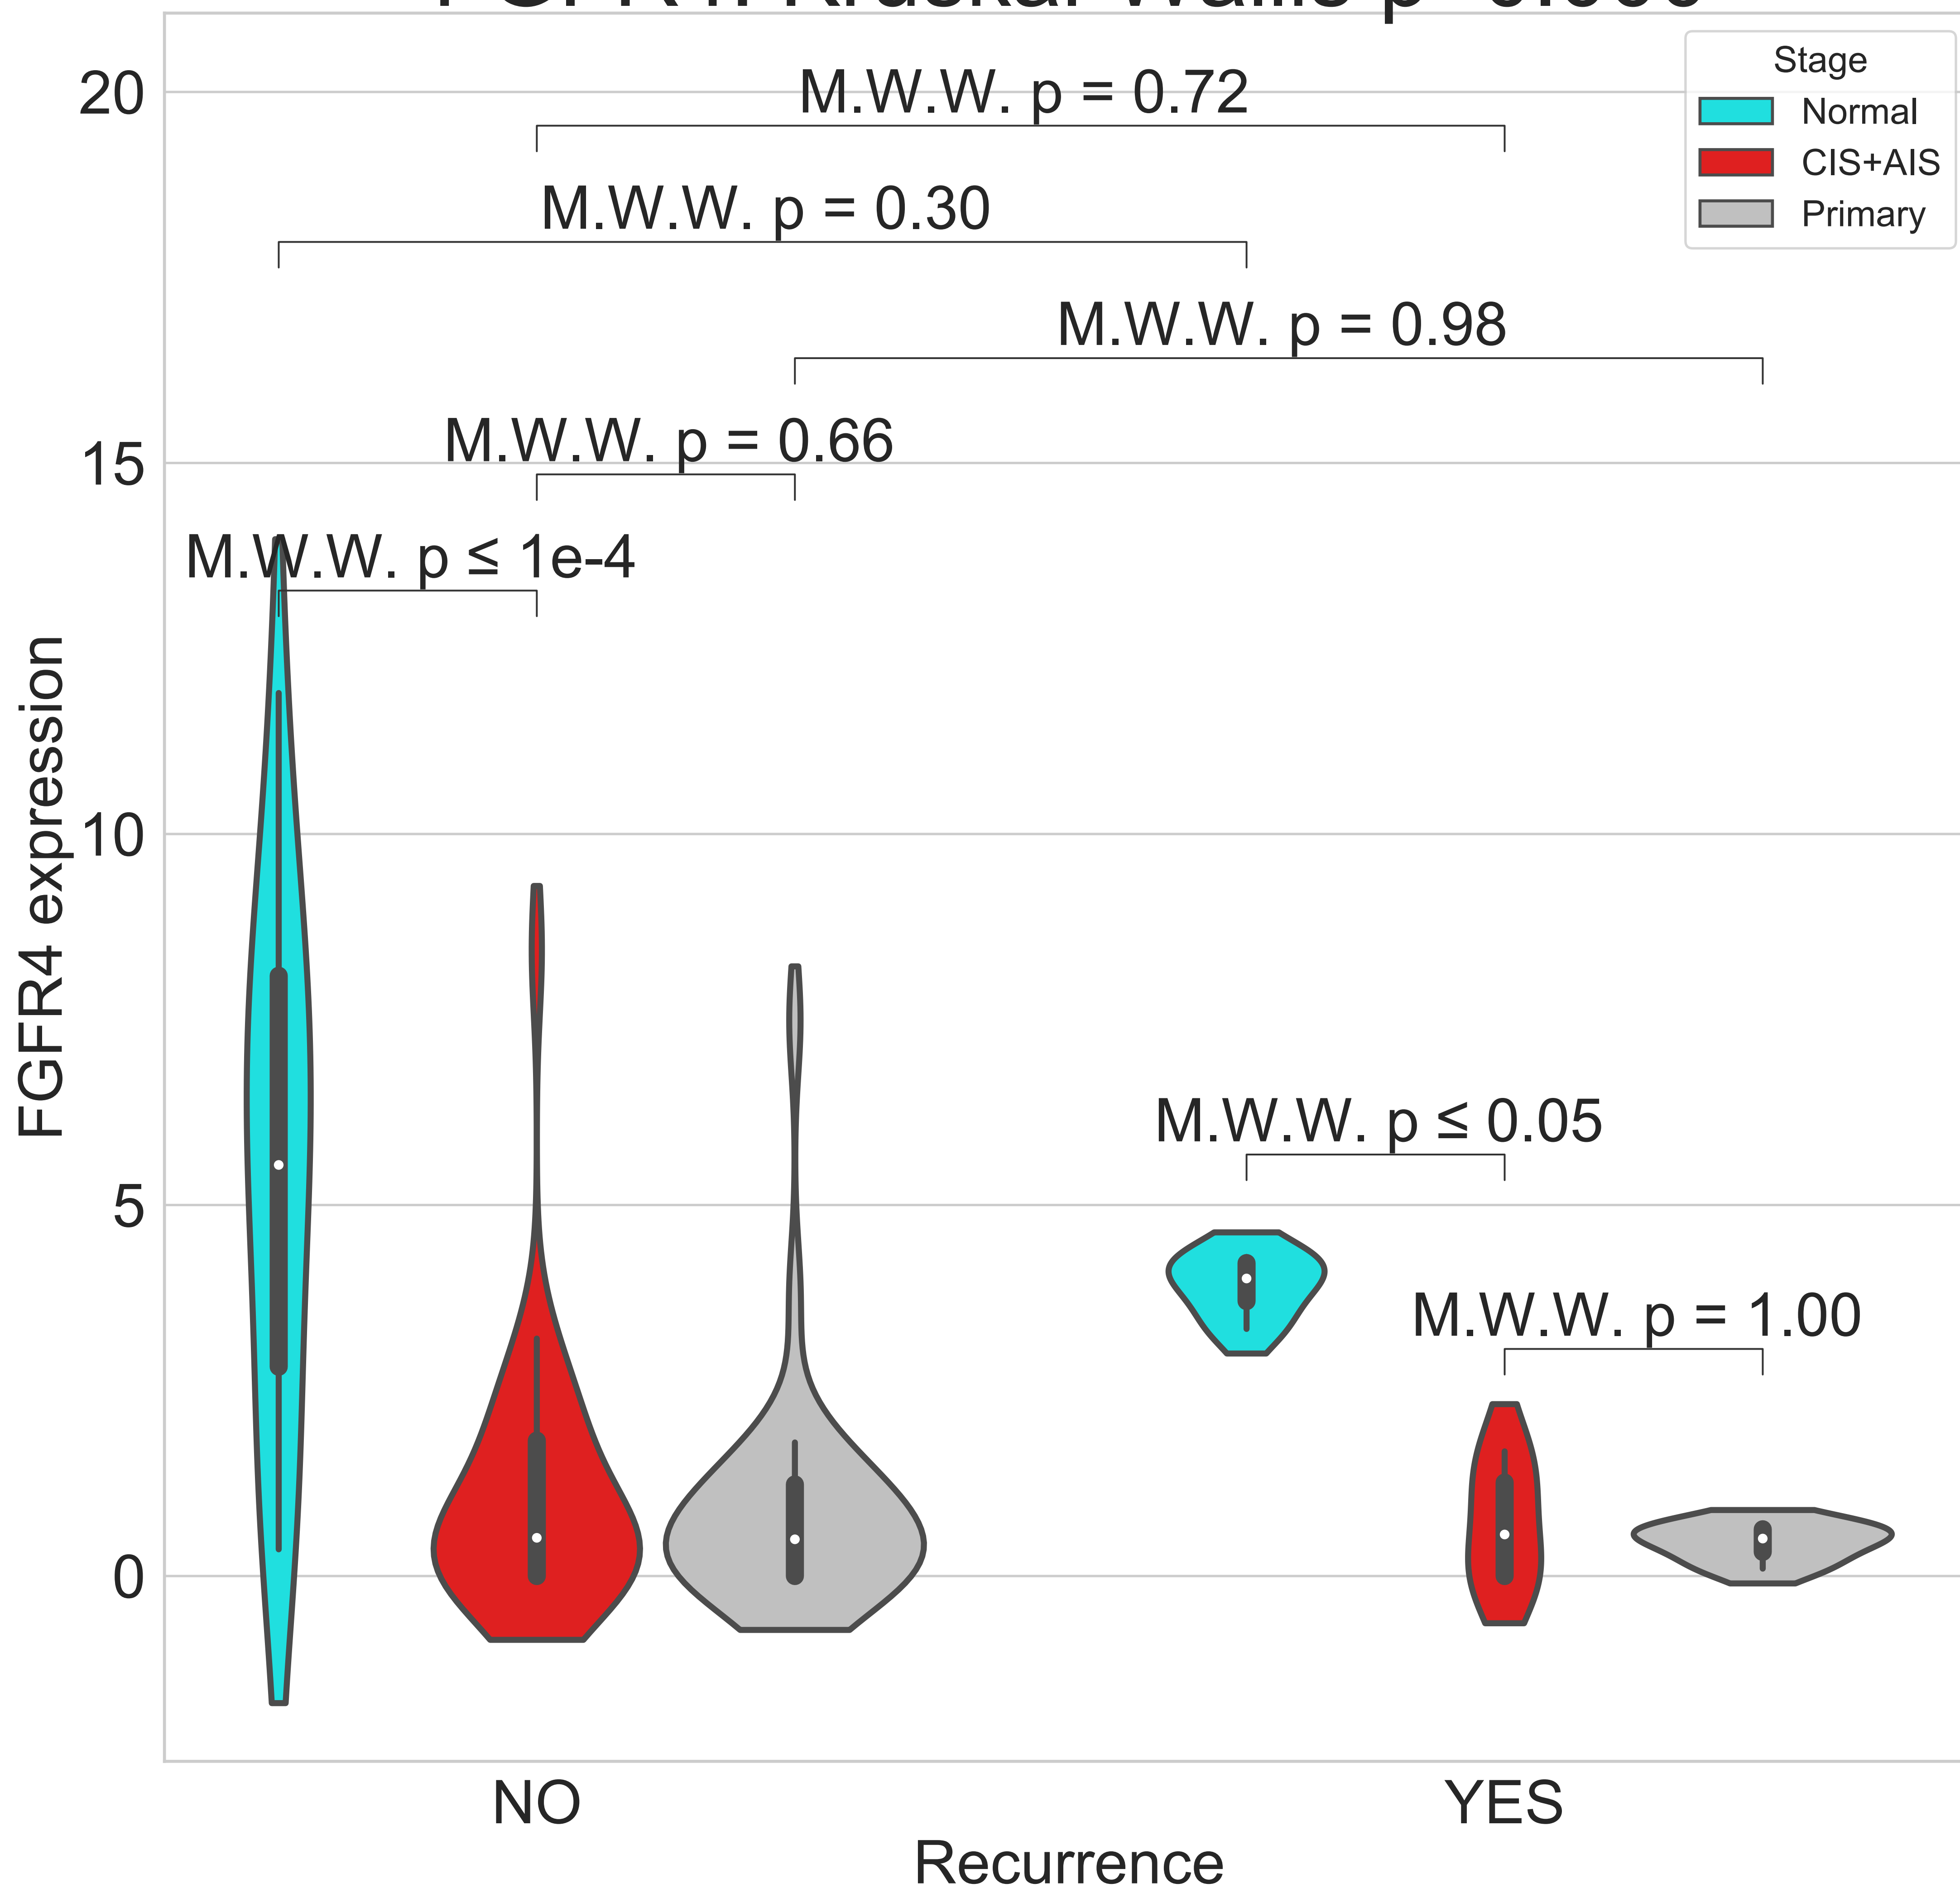 20
15
10
5
0
FGFR4 expression
M.W.W. p = 0.72
M.W.W. p = 0.30
M.W.W. p = 0.98
M.W.W. p = 0.66
M.W.W. p ≤ 1e-4
M.W.W. p ≤ 0.05
M.W.W. p = 1.00
Stage
Normal
CIS+AIS
Primary
NO
YES
Recurrence